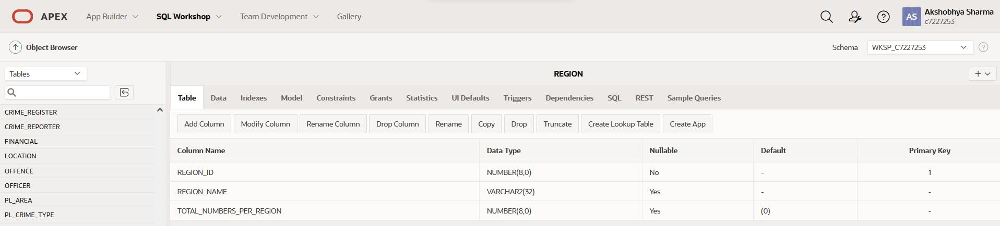 APEX App Builder SQL Workshop Team Development Gallery AS Akshobhya Sharma
c7227253
Object Browser Schema WKSP_C7227253
Tables REGION
Table Data Indexes Model Constraints Grants Statistics UI Defaults Triggers Dependencies SQL REST Sample Queries
CRIME_REGISTER
CRIME_REPORTER
FINANCIAL
LOCATION
OFFENCE
OFFICER
PL_AREA
PL_CRIME_TYPE
Add Column Modify Column Rename Column Drop Column Rename Copy Drop Truncate Create Lookup Table Create App
Column Name Data Type Nullable Default Primary Key
REGION_ID NUMBER(8,0) No - 1
REGION_NAME VARCHAR2(32) Yes - -
TOTAL_NUMBERS_PER_REGION NUMBER(8,0) Yes (0) -